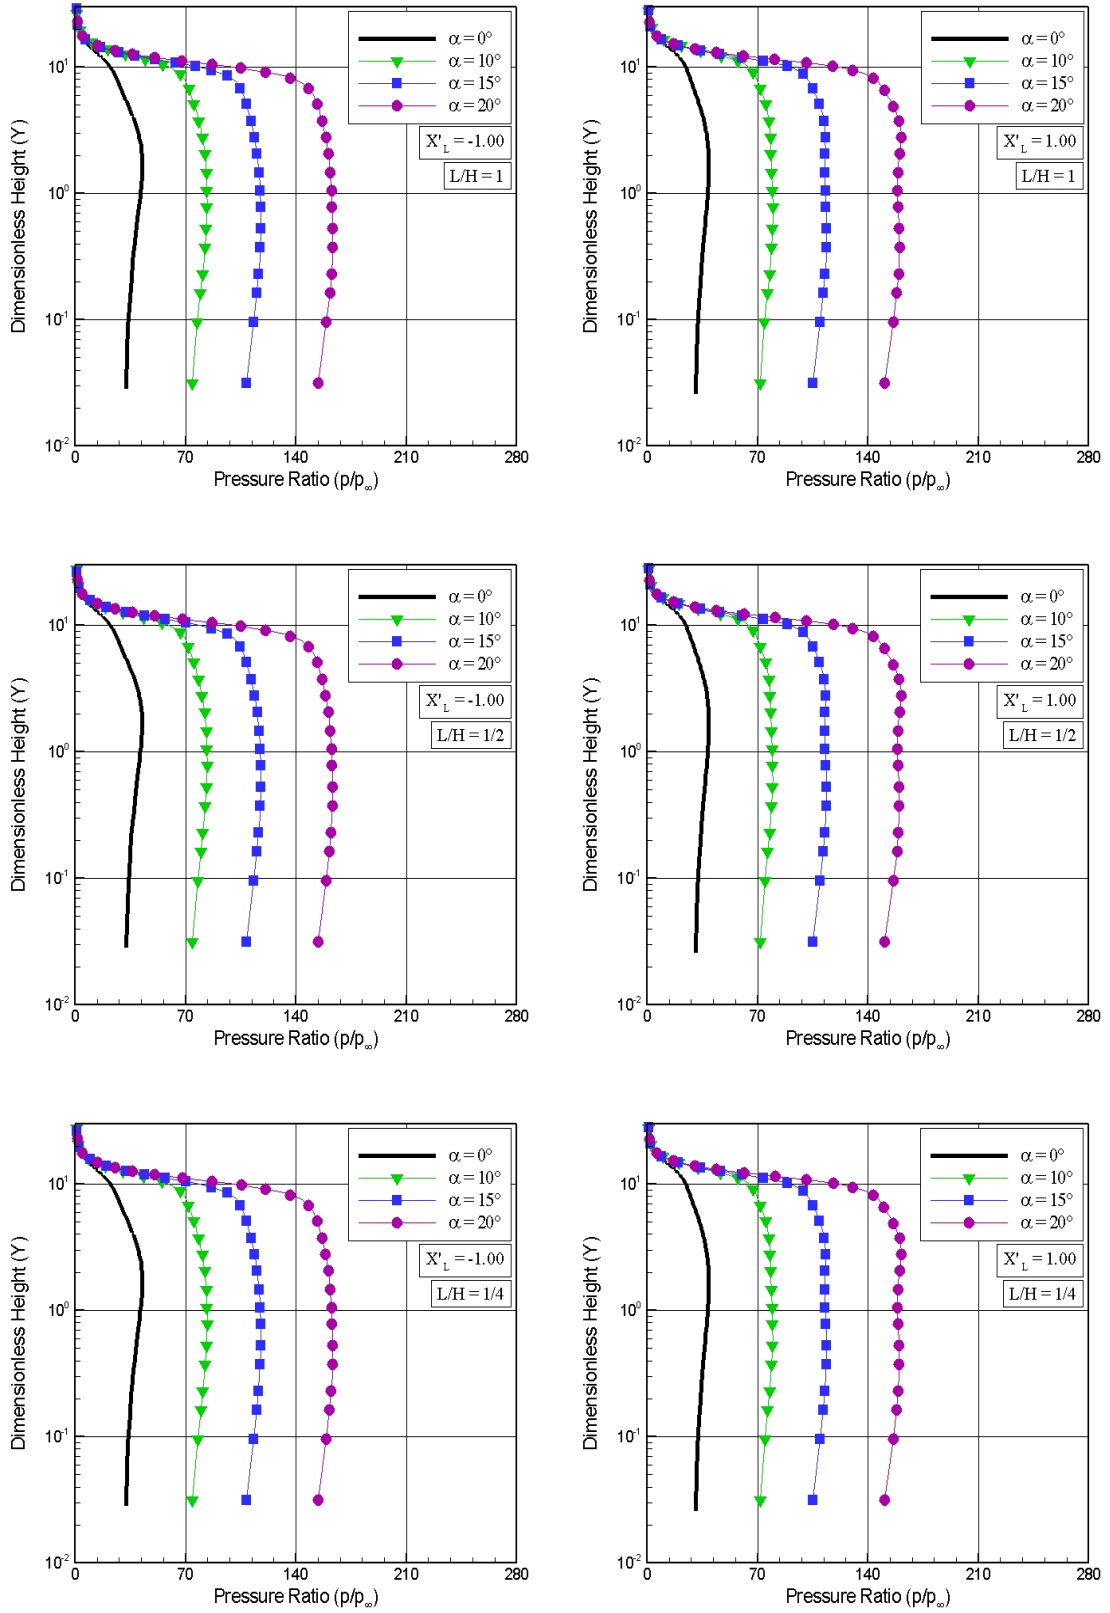 α = 0°
α = 10°
α = 15°
α = 20°
X'L = -1.00
L/H = 1
10¹
10⁰
10⁻¹
10⁻²
Dimensionless Height (Y)
0 70 140 210 280
Pressure Ratio (p/p∞)
α = 0°
α = 10°
α = 15°
α = 20°
X'L = 1.00
L/H = 1
10¹
10⁰
10⁻¹
10⁻²
Dimensionless Height (Y)
0 70 140 210 280
Pressure Ratio (p/p∞)
α = 0°
α = 10°
α = 15°
α = 20°
X'L = -1.00
L/H = 1/2
10¹
10⁰
10⁻¹
10⁻²
Dimensionless Height (Y)
0 70 140 210 280
Pressure Ratio (p/p∞)
α = 0°
α = 10°
α = 15°
α = 20°
X'L = 1.00
L/H = 1/2
10¹
10⁰
10⁻¹
10⁻²
Dimensionless Height (Y)
0 70 140 210 280
Pressure Ratio (p/p∞)
α = 0°
α = 10°
α = 15°
α = 20°
X'L = -1.00
L/H = 1/4
10¹
10⁰
10⁻¹
10⁻²
Dimensionless Height (Y)
0 70 140 210 280
Pressure Ratio (p/p∞)
α = 0°
α = 10°
α = 15°
α = 20°
X'L = 1.00
L/H = 1/4
10¹
10⁰
10⁻¹
10⁻²
Dimensionless Height (Y)
0 70 140 210 280
Pressure Ratio (p/p∞)